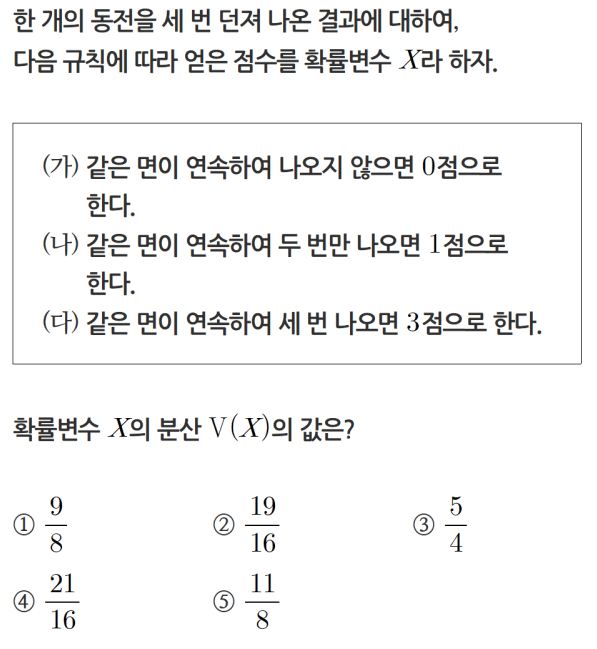 한 개의 동전을 세 번 던져 나온 결과에 대하여,
다음 규칙에 따라 얻은 점수를 확률변수 X라 하자.
(가) 같은 면이 연속하여 나오지 않으면 0점으로
한다.
(나) 같은 면이 연속하여 두 번만 나오면 1점으로
한다.
(다) 같은 면이 연속하여 세 번 나오면 3점으로 한다.
확률변수 X의 분산 V(X)의 값은?
① 9/8 ② 19/16 ③ 5/4
④ 21/16 ⑤ 11/8